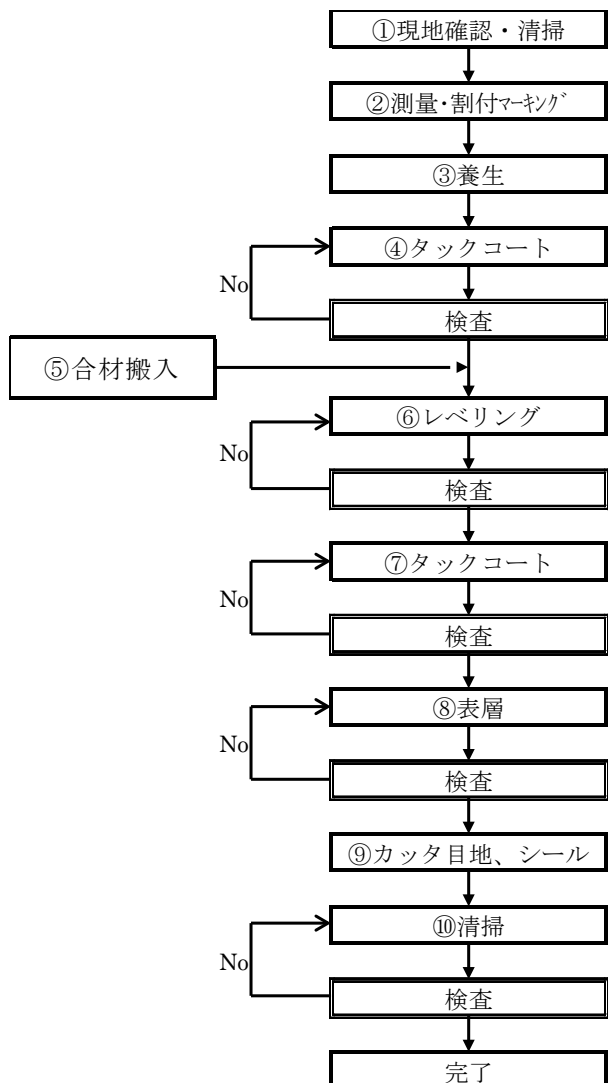 ①現地確認・清掃
②測量・割付マーキング
③養生
④タックコート
No
検査
⑤合材搬入
⑥レベリング
No
検査
⑦タックコート
No
検査
⑧表層
No
検査
⑨カッタ目地、シール
⑩清掃
No
検査
完了